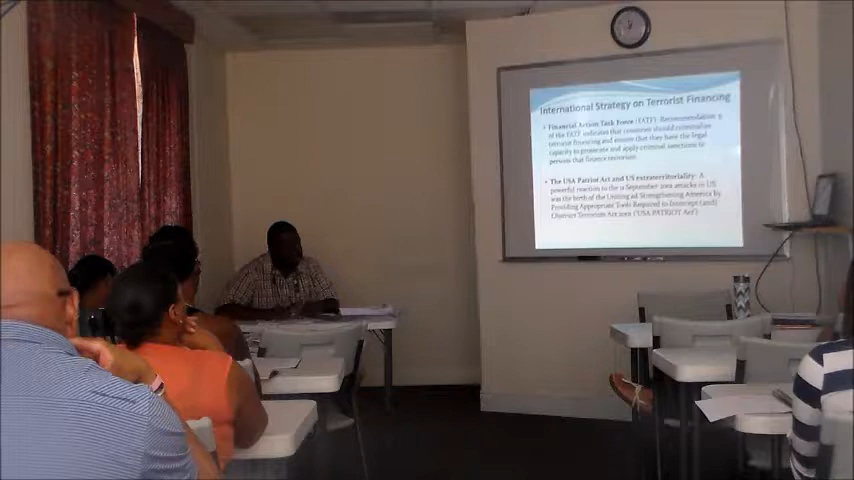 International Strategy on Terrorist Financing
• Financial Action Task Force (FATF): Recommendation 5
of the FATF indicates that countries should criminalize
terrorist financing and ensure that they have the legal
capacity to prosecute and apply criminal sanctions to
persons that finance terrorism.
• The USA Patriot Act and US extraterritoriality: A
powerful reaction to the 11 September 2001 attacks in US
was the birth of the Uniting and Strengthening America by
Providing Appropriate Tools Required to Intercept (and)
Obstruct Terrorism Act 2001 ('USA PATRIOT Act')